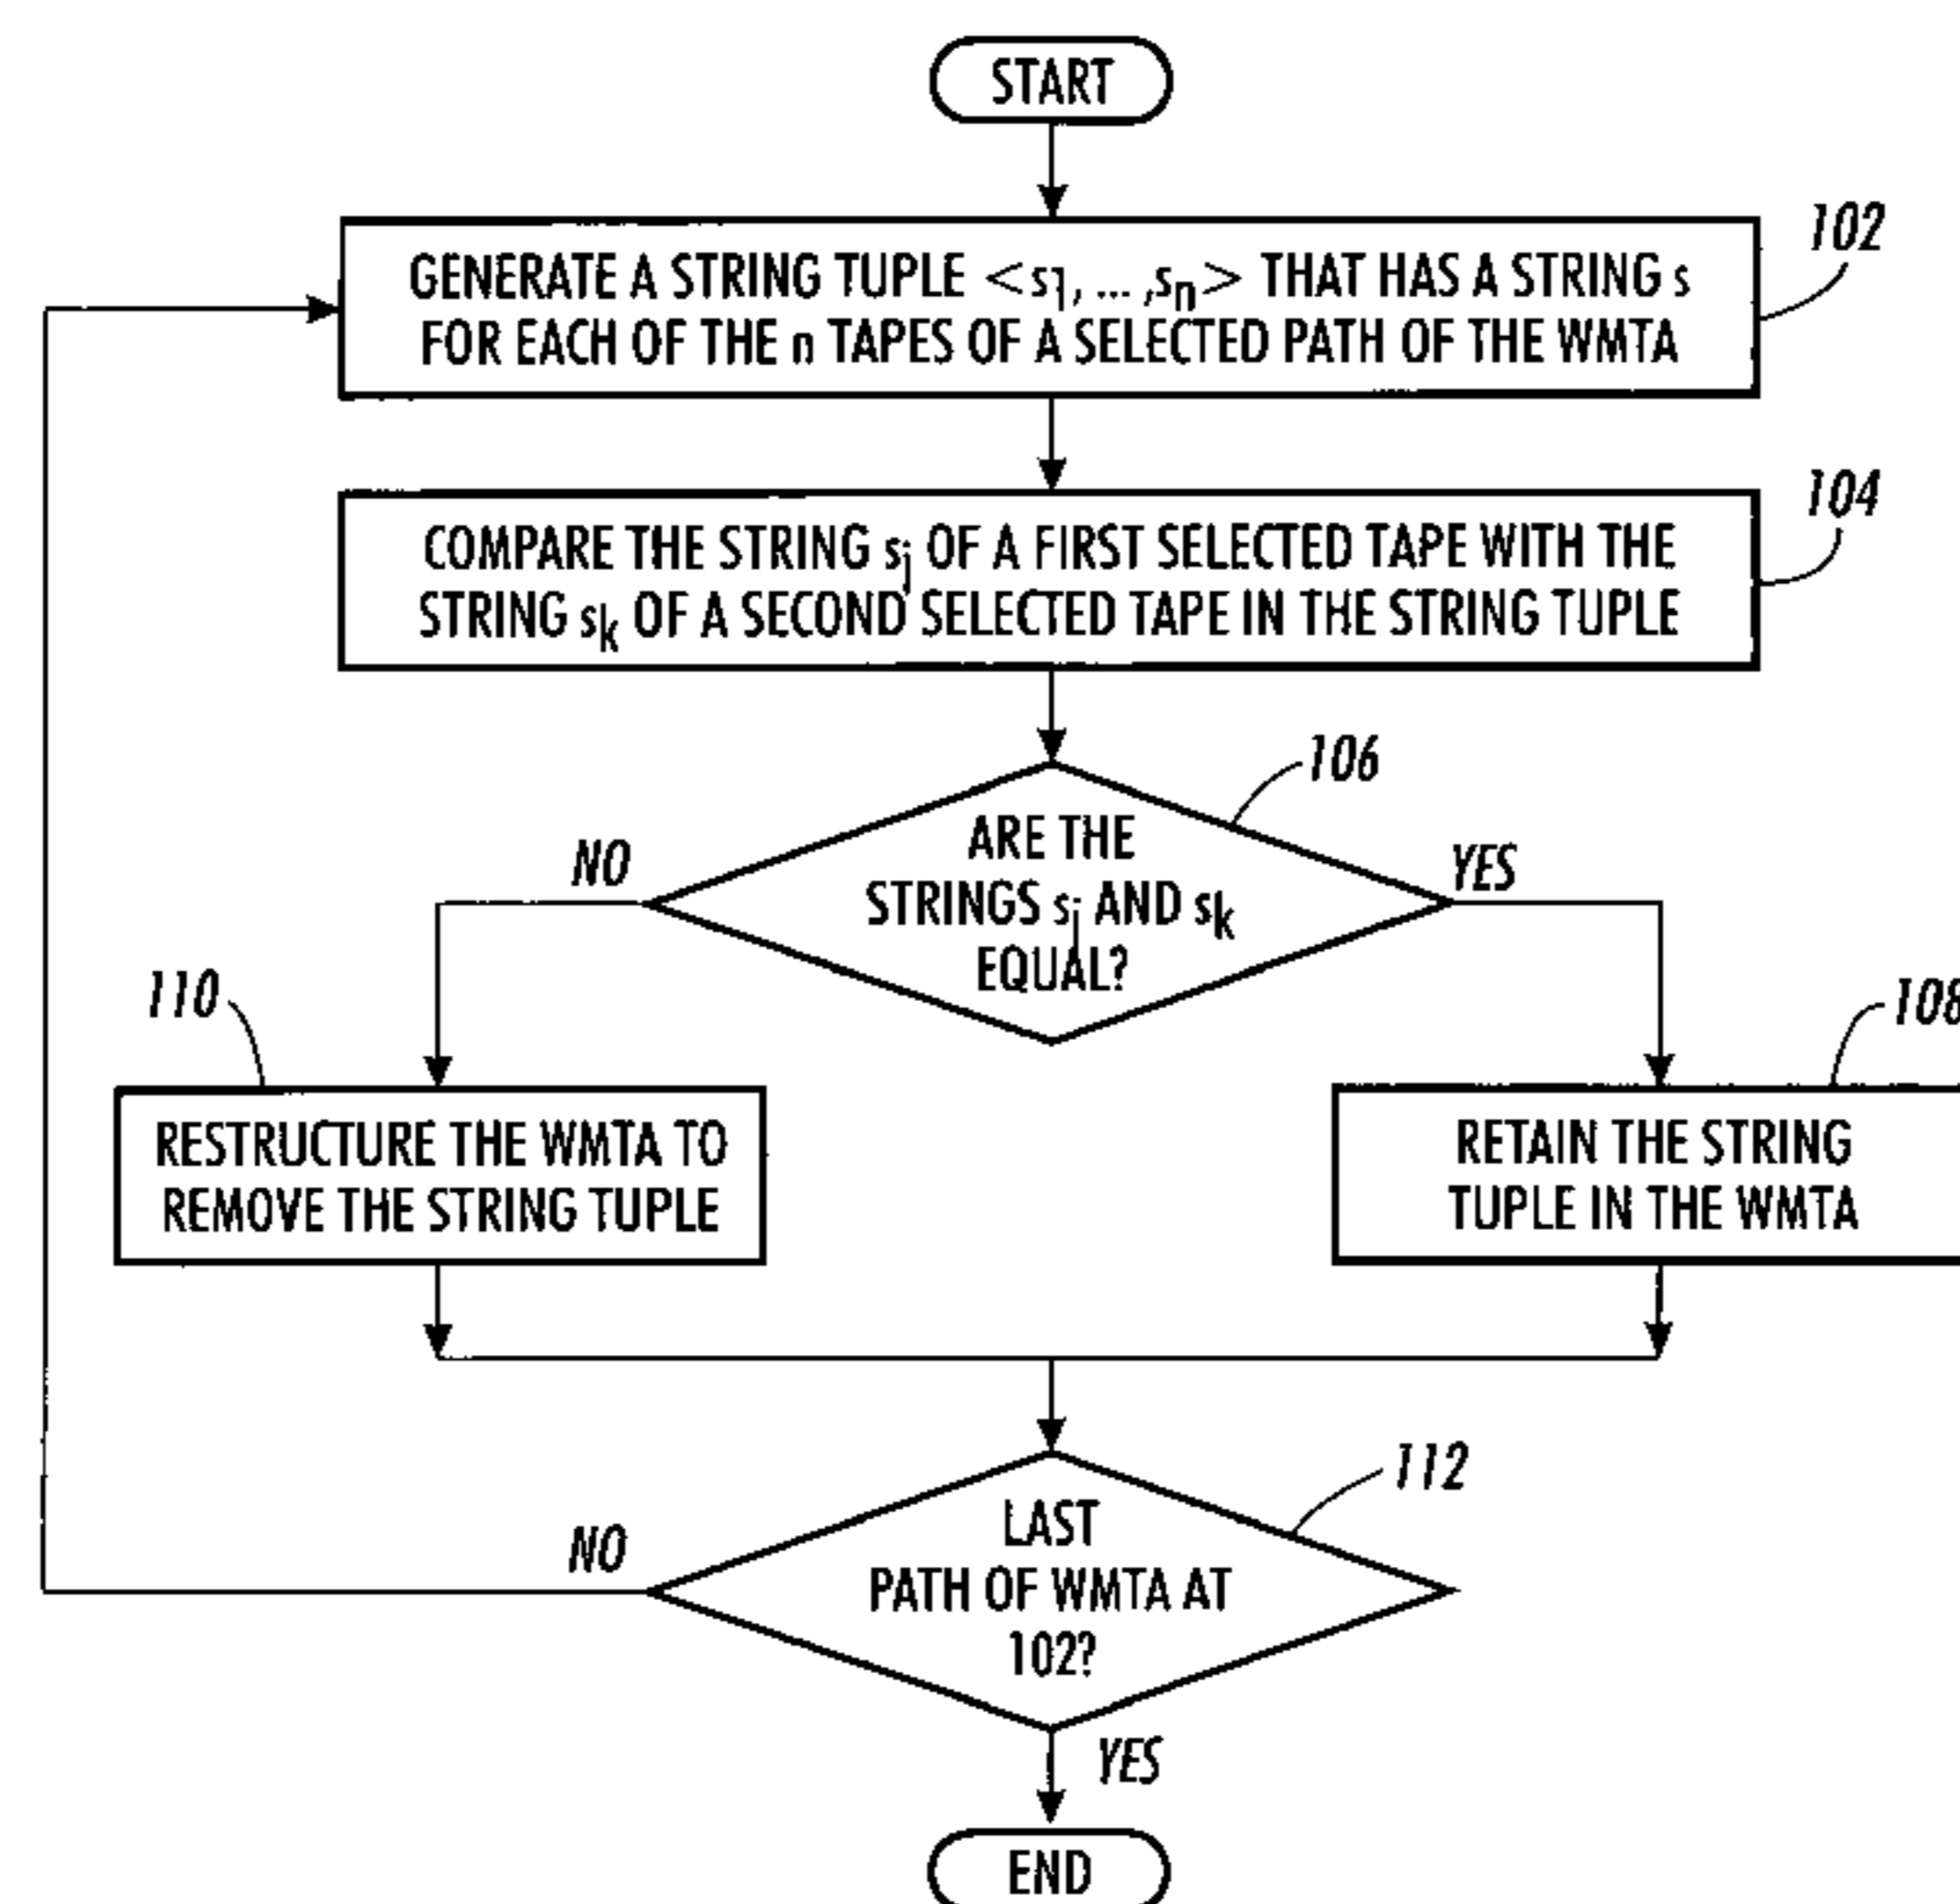 START
102
GENERATE A STRING TUPLE <s1, ... ,sn> THAT HAS A STRING s
FOR EACH OF THE n TAPES OF A SELECTED PATH OF THE WMTA
104
COMPARE THE STRING sj OF A FIRST SELECTED TAPE WITH THE
STRING sk OF A SECOND SELECTED TAPE IN THE STRING TUPLE
106
ARE THE
STRINGS sj AND sk
EQUAL?
NO
YES
110
108
RESTRUCTURE THE WMTA TO
REMOVE THE STRING TUPLE
RETAIN THE STRING
TUPLE IN THE WMTA
112
LAST
PATH OF WMTA AT
102?
NO
YES
END